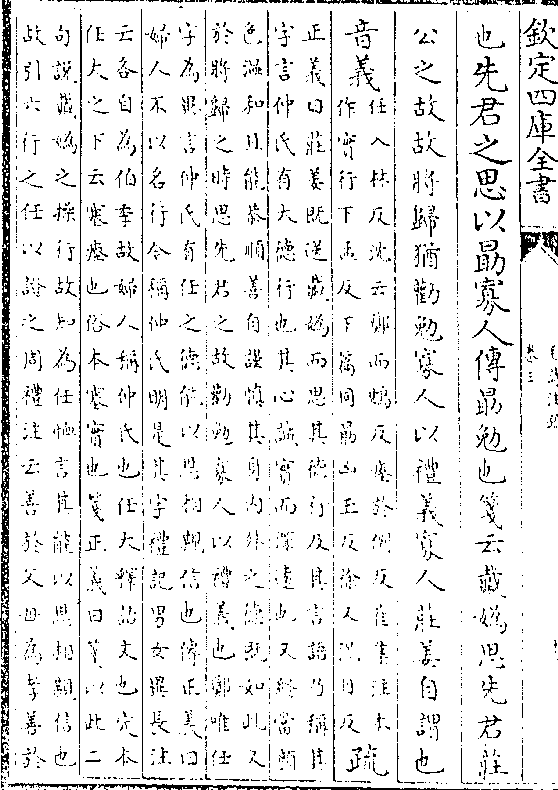 欽定四庫全書
卷三
也先君之思以勗寡人傳勗勉也箋云戴嬀思先君莊
公之故故將歸猶勸勉寡人以禮義寡人莊姜自謂也
音義
任入林反沈云鄭而鴆反塞於例反崔集注本
作實行下孟反下篇同勗凶玉反徐又況目反
疏
正義曰莊姜既送戴嬀而思其德行及其言語乃稱其
字言仲氏有大德行也其心誠實而深遠也又終當顔
色溫和且能恭順善自謹慎其身内外之德既如此又
於將歸之時思先君之故勸勉寡人以禮義也鄭唯任
字為異言仲氏有任之德能以恩相親信也傳正義曰
婦人不以名行今稱仲氏明是其字禮記男女異長注
云各自為伯季故婦人稱仲氏也任大釋詁文也定本
任大之下云塞瘞也俗本塞實也箋正義曰箋以此二
句說戴嬀之操行故知為任恤言其能以恩相親信也
故引六行之任以證之周禮注云善於父母為孝善於